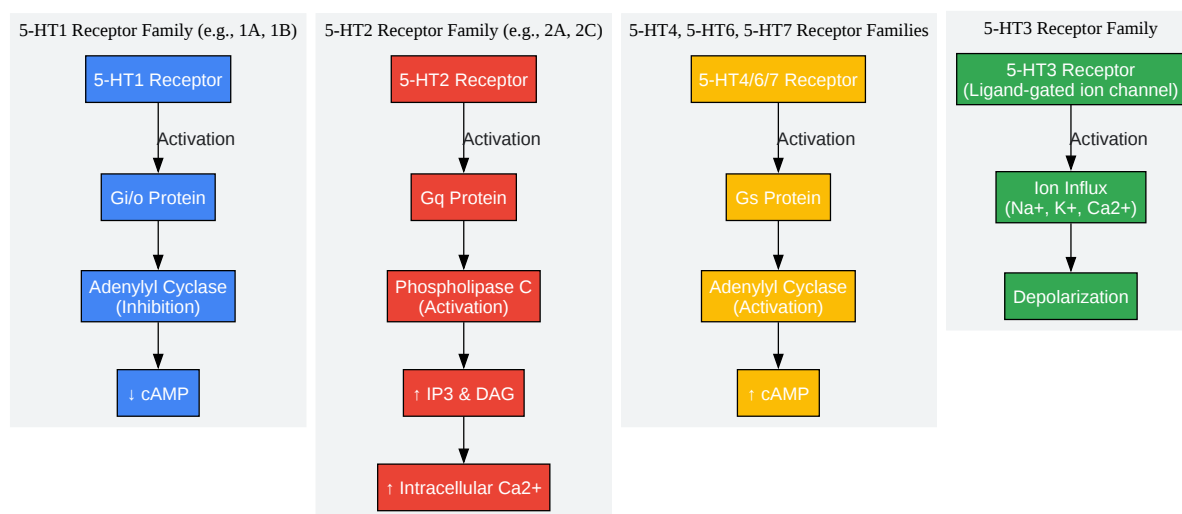 5-HT1 Receptor Family (e.g., 1A, 1B)
5-HT1 Receptor
Activation
Gi/o Protein
Adenylyl Cyclase
(Inhibition)
↓ cAMP
5-HT2 Receptor Family (e.g., 2A, 2C)
5-HT2 Receptor
Activation
Gq Protein
Phospholipase C
(Activation)
↑ IP3 & DAG
↑ Intracellular Ca2+
5-HT4, 5-HT6, 5-HT7 Receptor Families
5-HT4/6/7 Receptor
Activation
Gs Protein
Adenylyl Cyclase
(Activation)
↑ cAMP
5-HT3 Receptor Family
5-HT3 Receptor
(Ligand-gated ion channel)
Activation
Ion Influx
(Na+, K+, Ca2+)
Depolarization